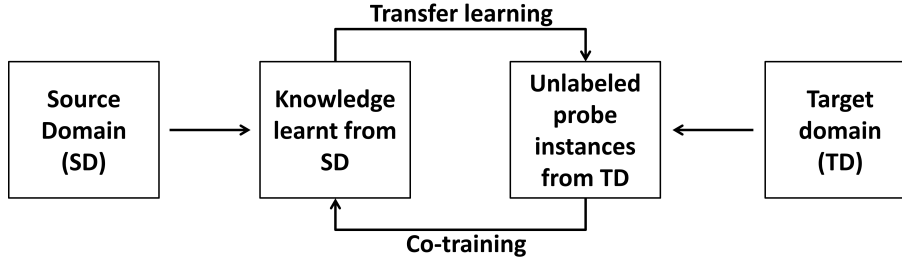 Transfer learning
Source
Domain
(SD)
Knowledge
learnt from
SD
Unlabeled
probe
instances
from TD
Target
domain
(TD)
Co-training